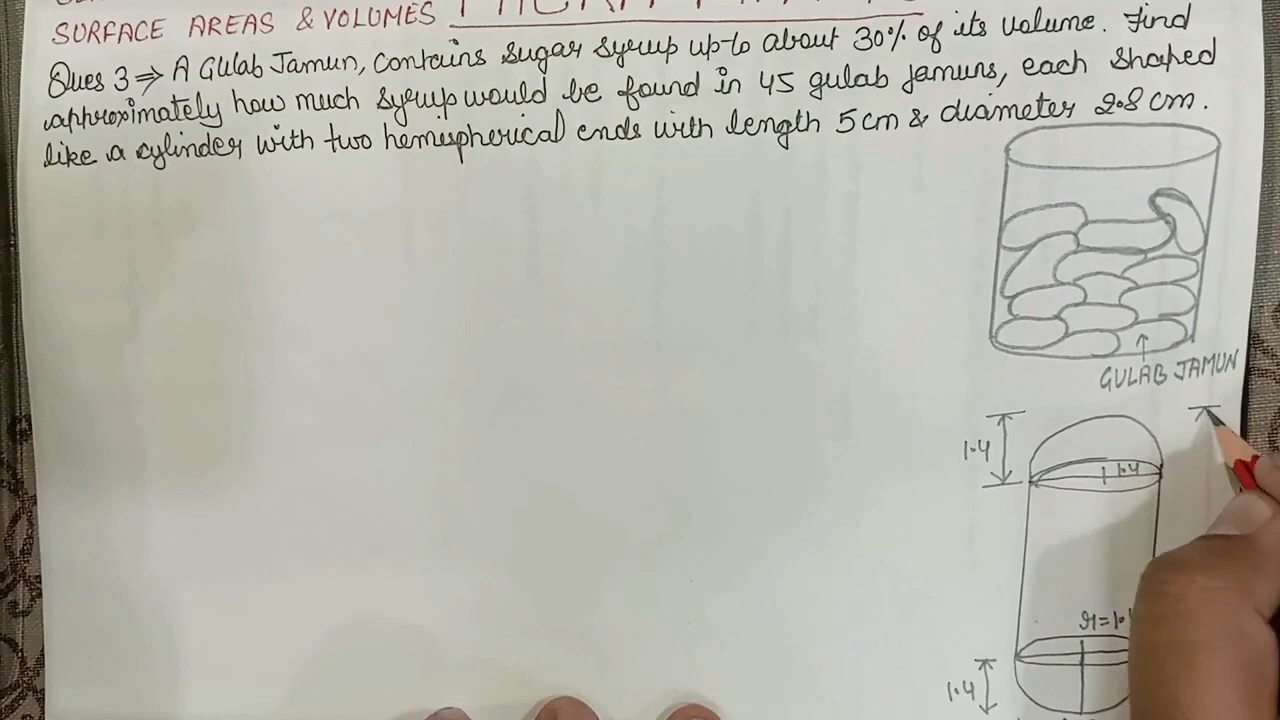 SURFACE AREAS & VOLUMES
Ques 3 ⇒ A Gulab Jamun, contains sugar syrup up-to about 30% of its volume. Find
approximately how much syrup would be found in 45 gulab jamuns, each shaped
like a cylinder with two hemispherical ends with length 5 cm & diameter 2.8 cm.
GULAB JAMUN
1.4
1.4
r=1.
1.4